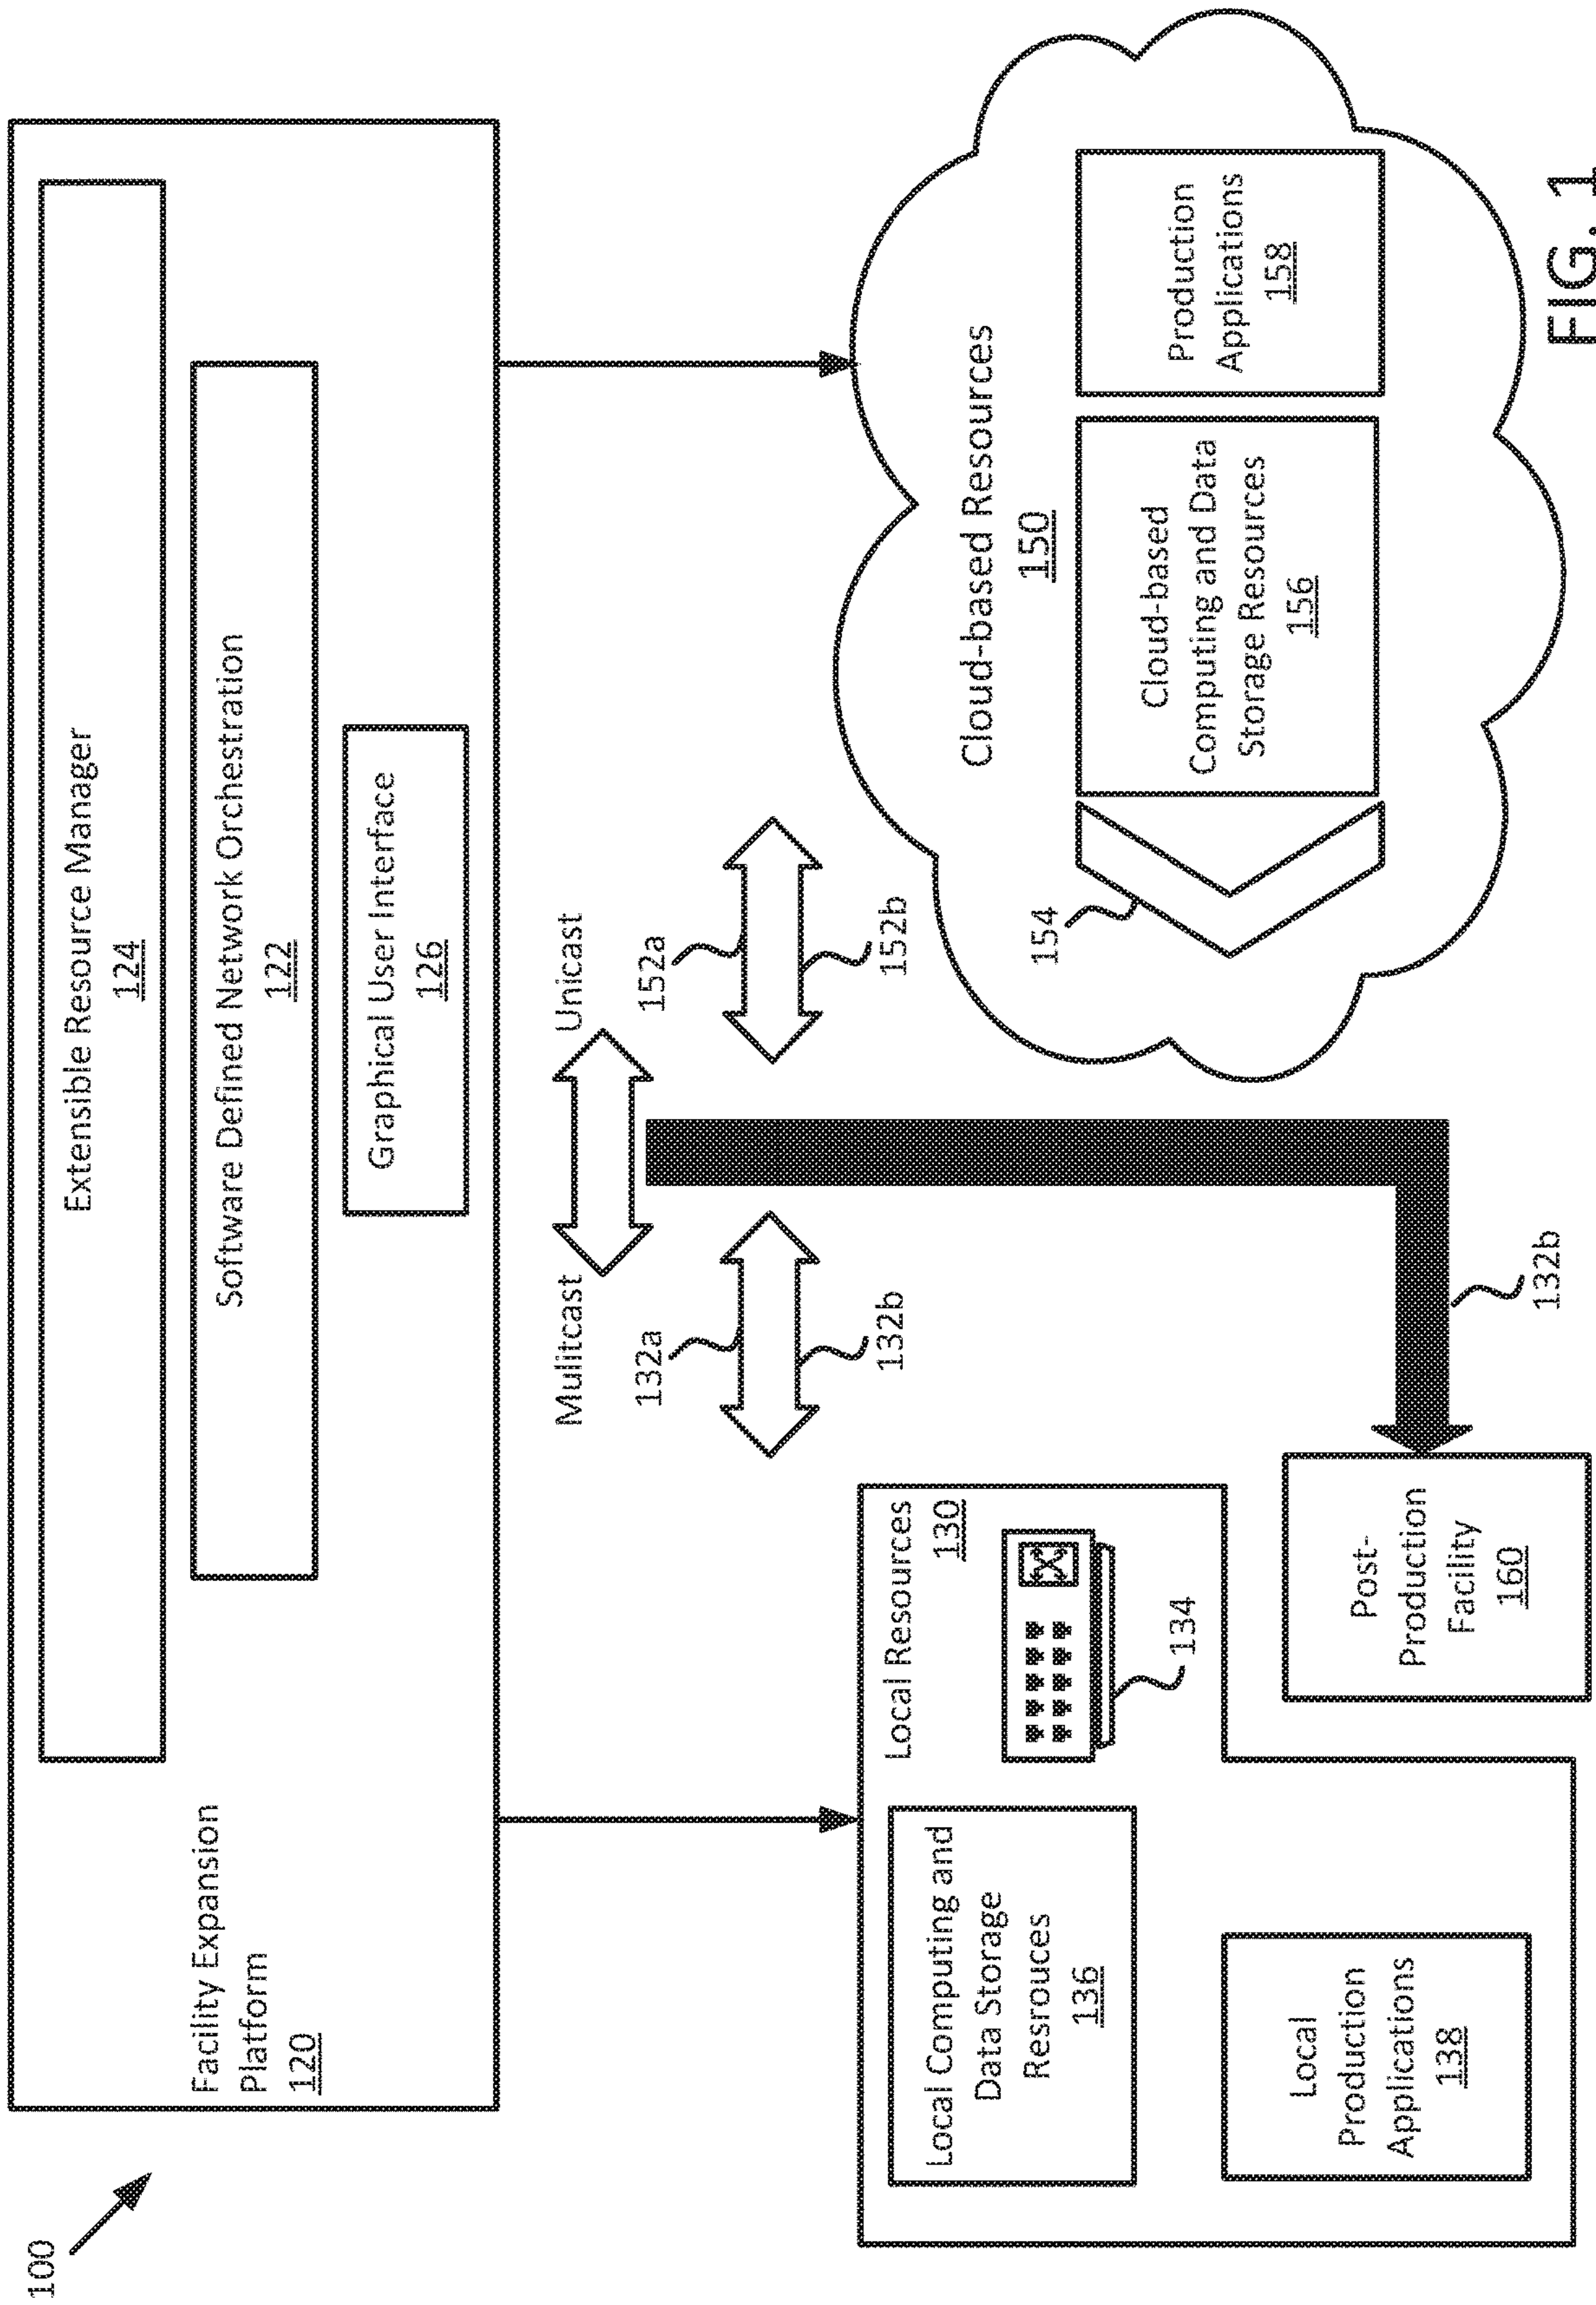 100
Facility Expansion
Platform
120
Extensible Resource Manager
124
Software Defined Network Orchestration
122
Graphical User Interface
126
Mulitcast
Unicast
132a
132b
152a
152b
Local Resources
130
Local Computing and
Data Storage
Resrouces
136
134
Local
Production
Applications
138
Post-
Production
Facility
160
132b
Cloud-based Resources
150
154
Cloud-based
Computing and Data
Storage Resources
156
Production
Applications
158
FIG. 1